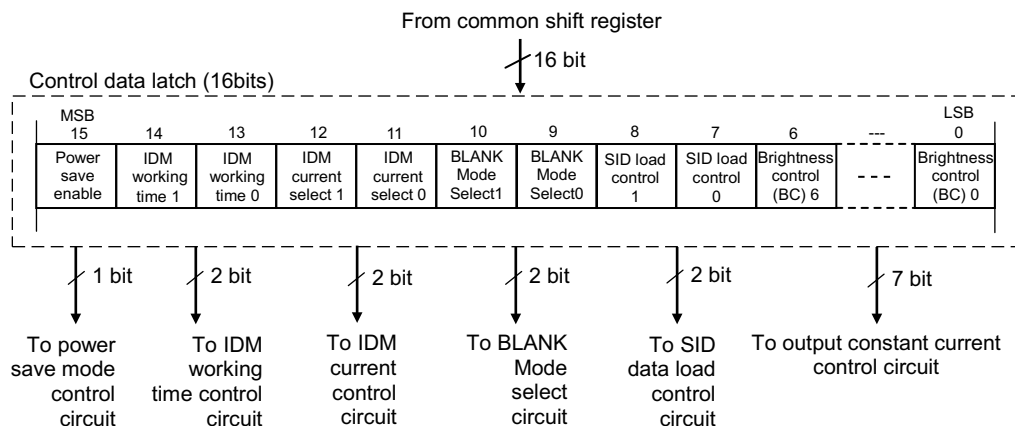 From common shift register
16 bit
Control data latch (16bits)
MSB
LSB
15 14 13 12 11 10 9 8 7 6 --- 0
Power save enable
IDM working time 1
IDM working time 0
IDM current select 1
IDM current select 0
BLANK Mode Select1
BLANK Mode Select0
SID load control 1
SID load control 0
Brightness control (BC) 6
---
Brightness control (BC) 0
1 bit
2 bit
2 bit
2 bit
2 bit
7 bit
To power save mode control circuit
To IDM working time control circuit
To IDM current control circuit
To BLANK Mode select circuit
To SID data load control circuit
To output constant current control circuit